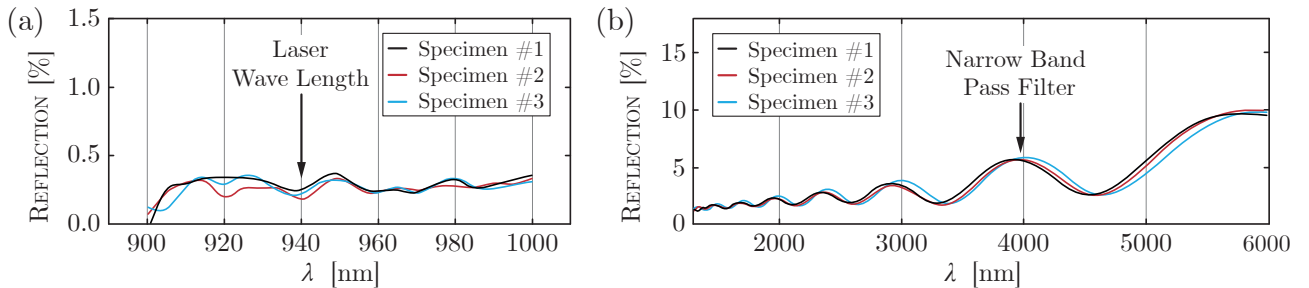 (a)
REFLECTION [%]
1.5
1.0
0.5
0.0
Laser
Wave Length
Specimen #1
Specimen #2
Specimen #3
900 920 940 960 980 1000
λ [nm]
(b)
REFLECTION [%]
15
10
5
0
Specimen #1
Specimen #2
Specimen #3
Narrow Band
Pass Filter
2000 3000 4000 5000 6000
λ [nm]